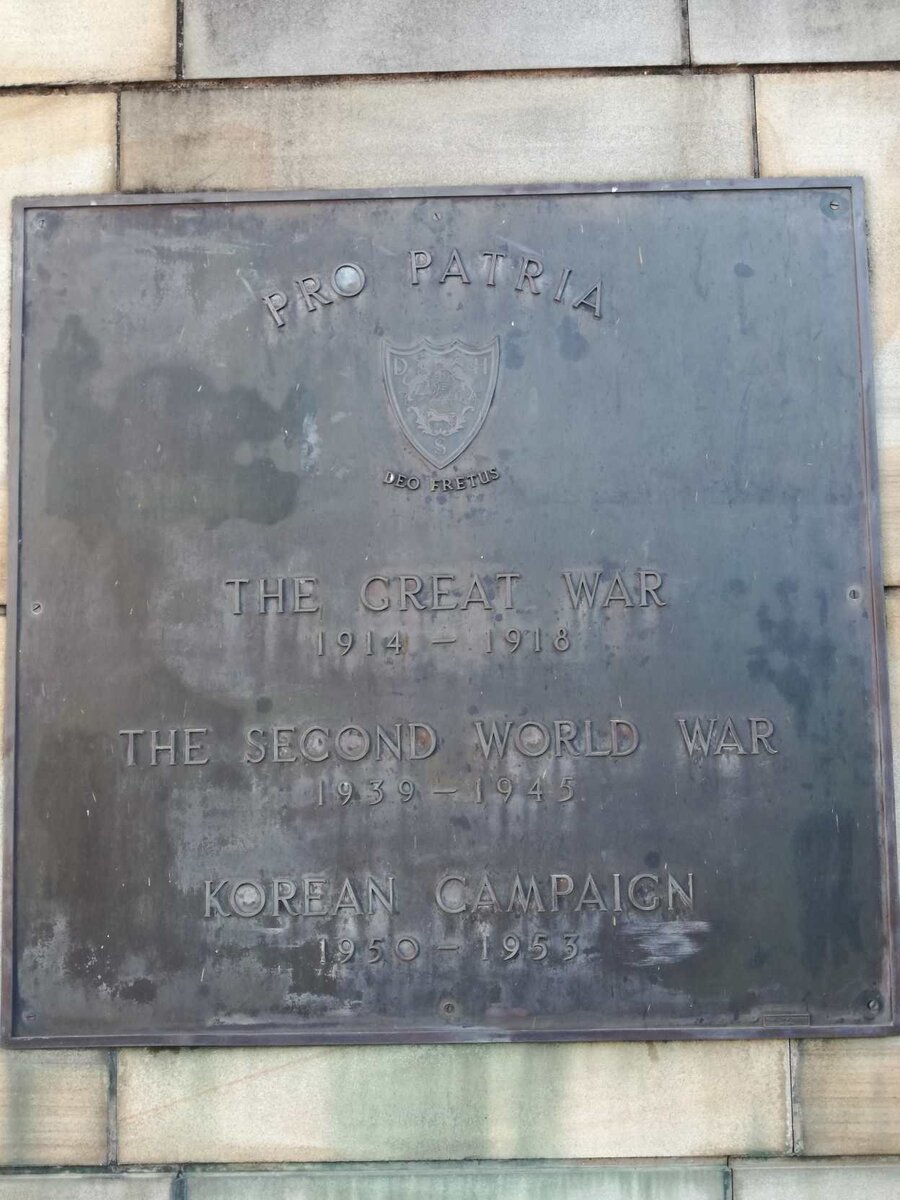 PRO PATRIA
D H
S
DEO FRETUS
THE GREAT WAR
1914 – 1918
THE SECOND WORLD WAR
1939 – 1945
KOREAN CAMPAIGN
1950 – 1953